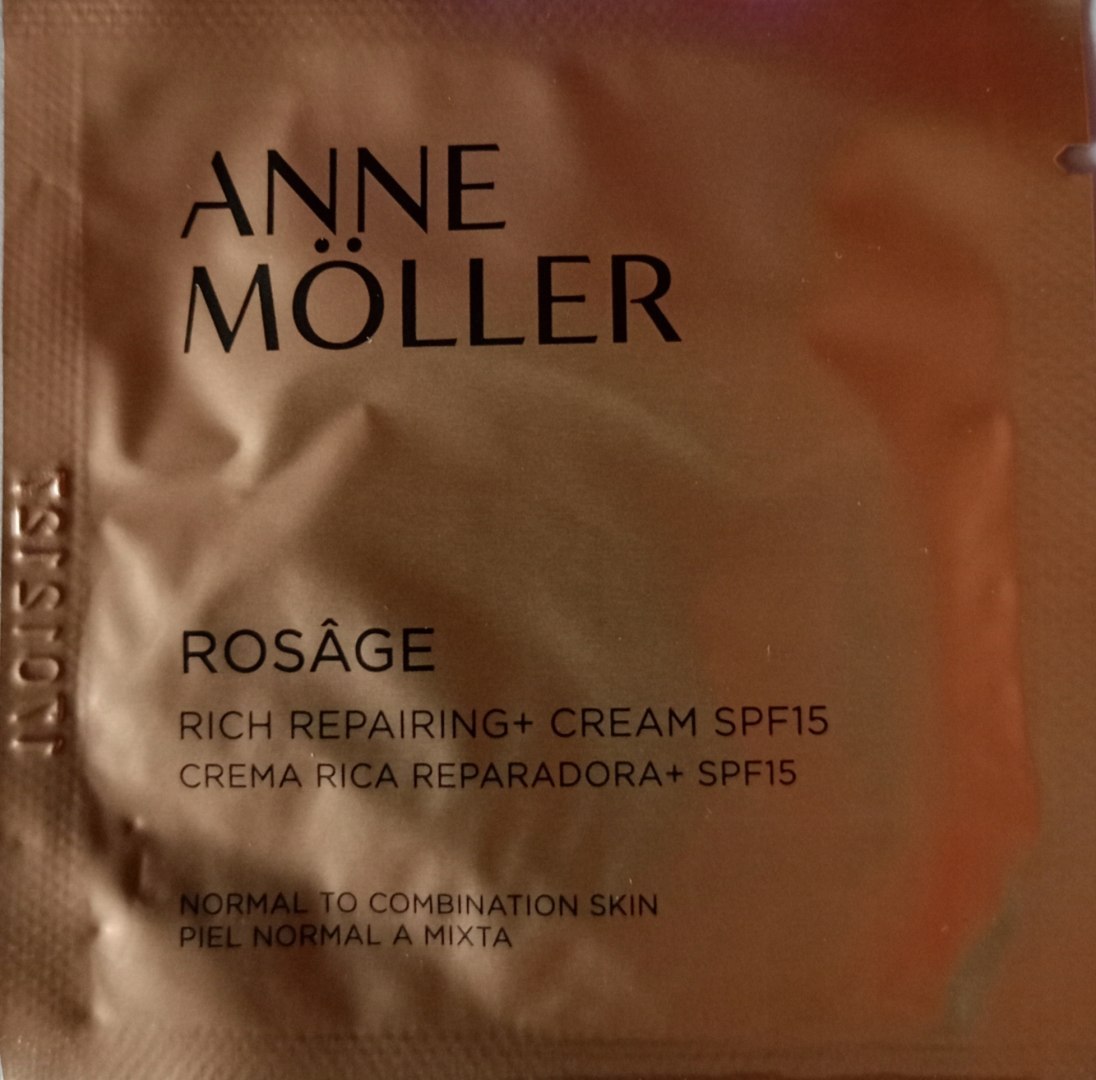 ANNE
MÖLLER
ROSÂGE
RICH REPAIRING+ CREAM SPF15
CREMA RICA REPARADORA+ SPF15
NORMAL TO COMBINATION SKIN
PIEL NORMAL A MIXTA